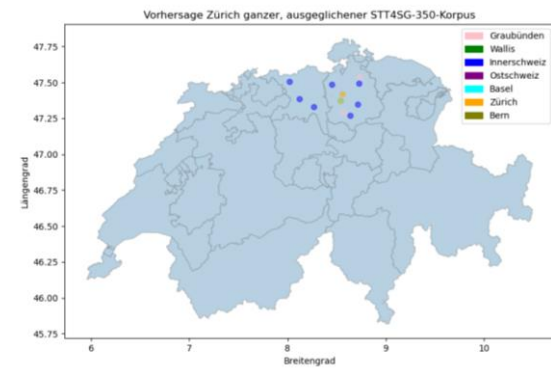 Vorhersage Zürich ganzer, ausgeglichener STT4SG-350-Korpus
Graubünden
Wallis
Innerschweiz
Ostschweiz
Basel
Zürich
Bern
47.75
47.50
47.25
47.00
46.75
46.50
46.25
46.00
45.75
Längengrad
6 7 8 9 10
Breitengrad